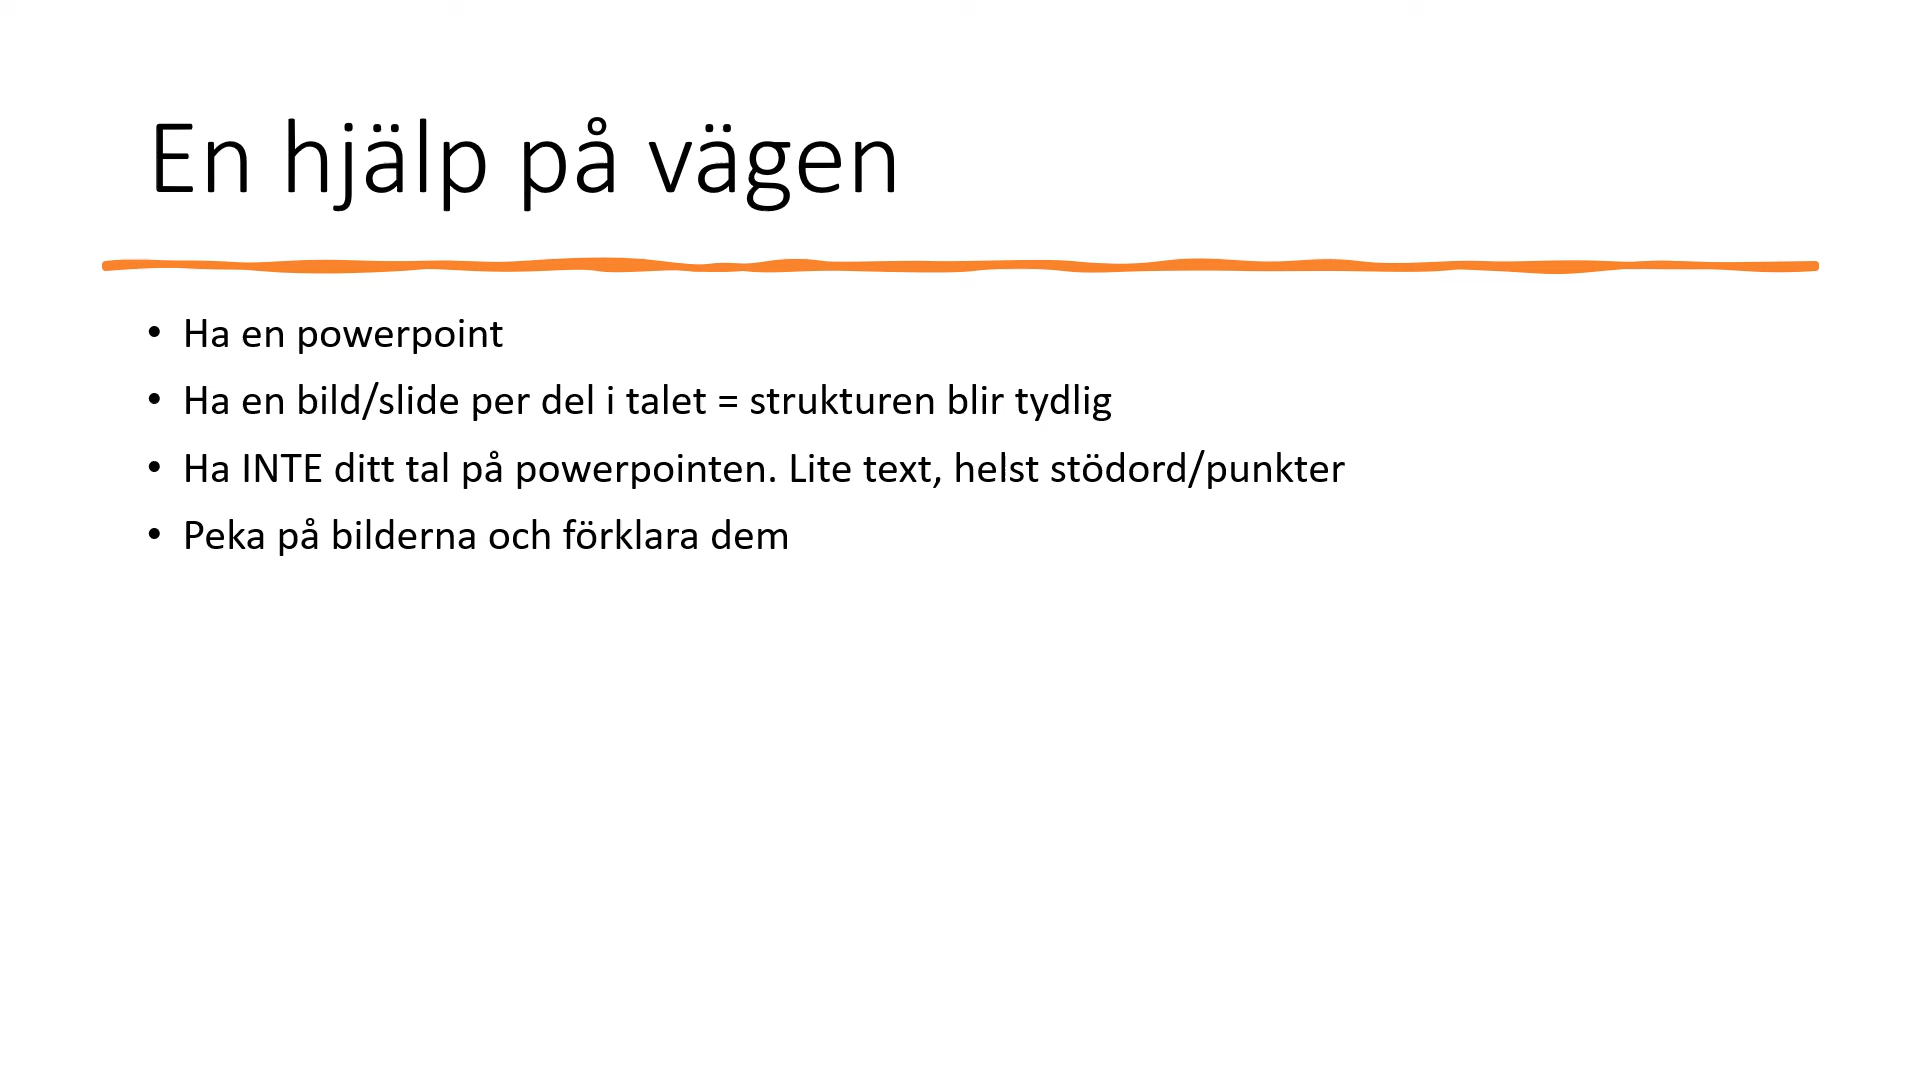 En hjälp på vägen
• Ha en powerpoint
• Ha en bild/slide per del i talet = strukturen blir tydlig
• Ha INTE ditt tal på powerpointen. Lite text, helst stödord/punkter
• Peka på bilderna och förklara dem